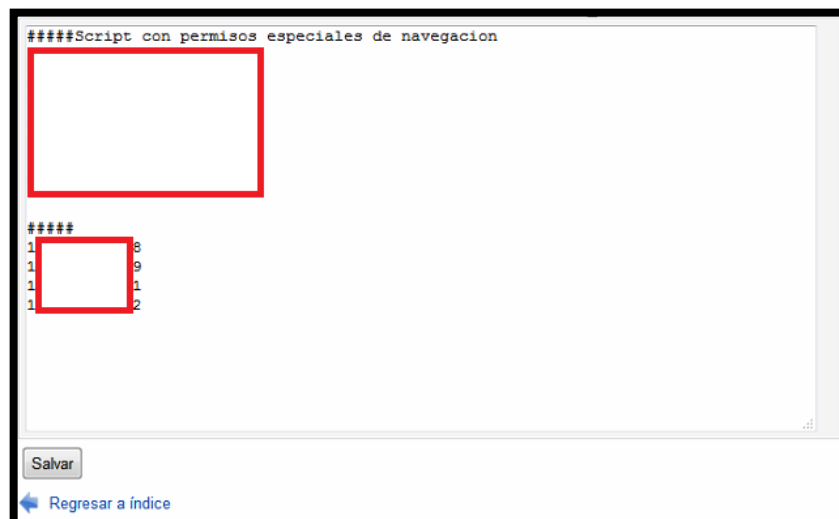 #####Script con permisos especiales de navegacion
#####
1 8
1 9
1 1
1 2
Salvar
Regresar a índice